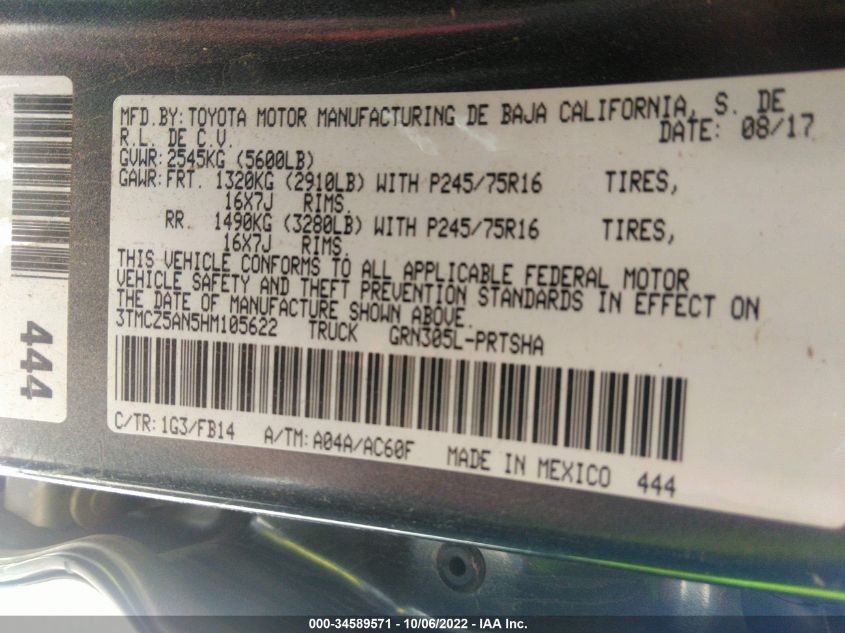 MFD.BY:TOYOTA MOTOR MANUFACTURING DE BAJA CALIFORNIA, S. DE
R.L. DE C.V. DATE: 08/17
GVWR:2545KG (5600LB)
GAWR:FRT. 1320KG (2910LB) WITH P245/75R16 TIRES,
16X7J RIMS.
RR 1490KG (3280LB) WITH P245/75R16 TIRES,
16X7J RIMS.
THIS VEHICLE CONFORMS TO ALL APPLICABLE FEDERAL MOTOR
VEHICLE SAFETY AND THEFT PREVENTION STANDARDS IN EFFECT ON
THE DATE OF MANUFACTURE SHOWN ABOVE.
3TMCZ5AN5HM105622 TRUCK GRN305L-PRTSHA
C/TR:1G3/FB14 A/TM:A04A/AC60F MADE IN MEXICO 444
444
000-34589571 - 10/06/2022 - IAA Inc.